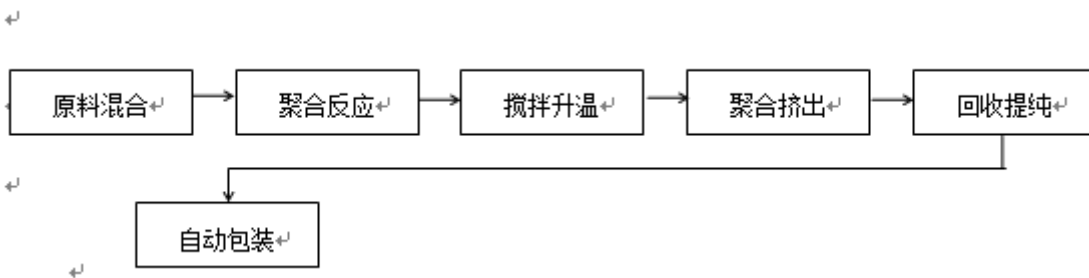 原料混合
聚合反应
搅拌升温
聚合挤出
回收提纯
自动包装